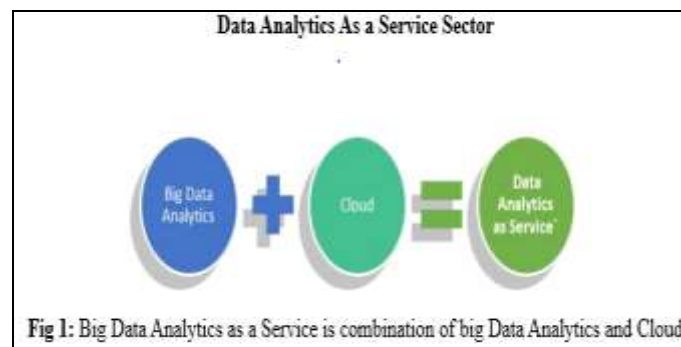 Data Analytics As a Service Sector
Big Data
Analytics
Cloud
Data
Analytics
as Service`
Fig 1: Big Data Analytics as a Service is combination of big Data Analytics and Cloud